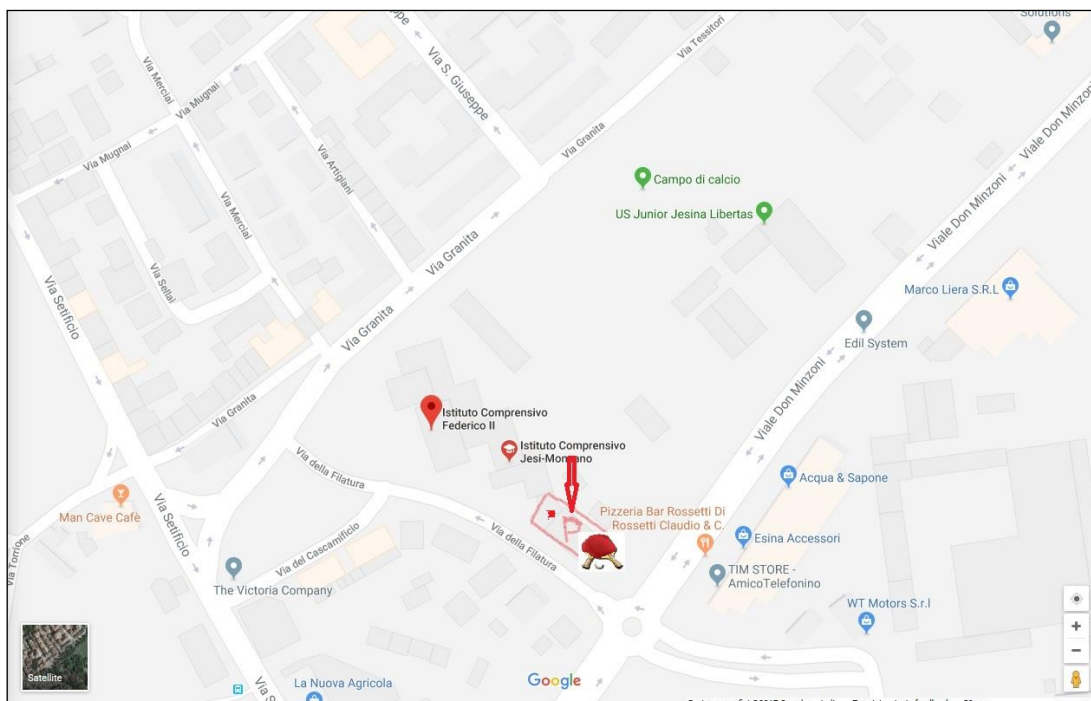 Solutions
Via Merciai
Via Mugnai
Via S. Giuseppe
Via Tessitori
Viale Don Minzoni
Via Mugnai
Via Artigiani
Via Granita
Campo di calcio
US Junior Jesina Libertas
Viale Don Minzoni
Via Merciai
Via Sellai
Via Granita
Via Setificio
Marco Liera S.R.L
Via Granita
Edil System
Via Granita
Istituto Comprensivo
Federico II
Viale Don Minzoni
Istituto Comprensivo
Via della Filatura
Acqua & Sapone
Man Cave Cafè
Via Setificio
P
Pizzeria Bar Rossetti Di
Rossetti Claudio & C.
Via Torrione
Via del Cascamificio
Via della Filatura
Esina Accessori
The Victoria Company
TIM STORE -
AmicoTelefonino
WT Motors S.r.l
Satellite
La Nuova Agricola
Google